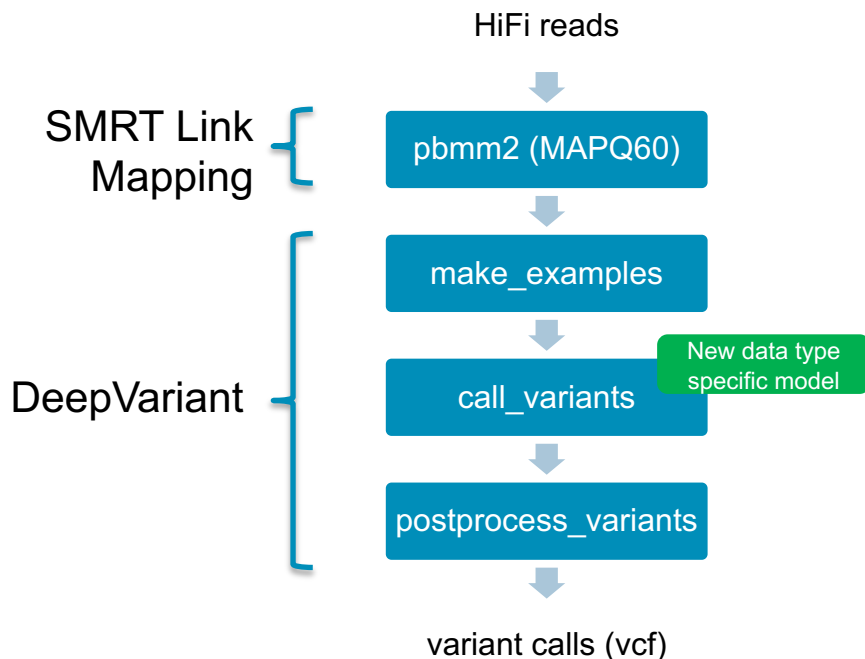 HiFi reads
SMRT Link
Mapping
pbmm2 (MAPQ60)
make_examples
New data type
specific model
DeepVariant
call_variants
postprocess_variants
variant calls (vcf)